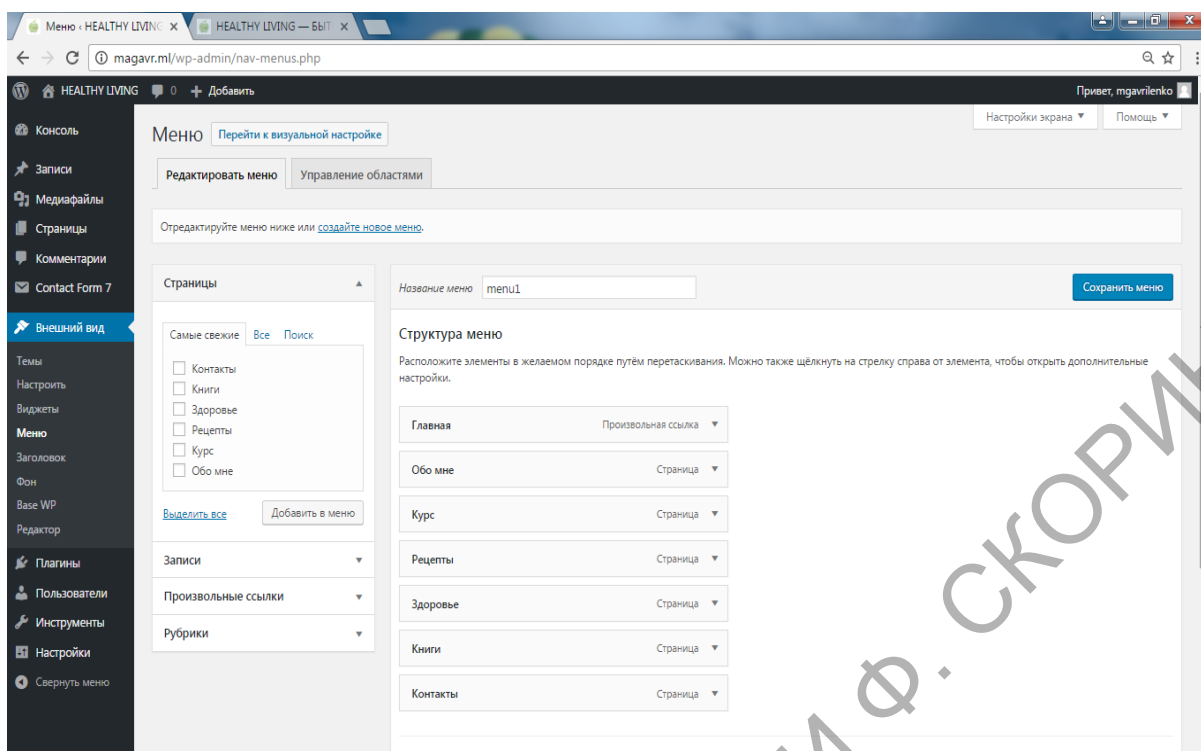 Меню ‹ HEALTHY LIVING
HEALTHY LIVING — БЫТ
magavr.ml/wp-admin/nav-menus.php
HEALTHY LIVING 0 Добавить
Привет, mgavrilenko
Консоль
Записи
Медиафайлы
Страницы
Комментарии
Contact Form 7
Внешний вид
Темы
Настроить
Виджеты
Меню
Заголовок
Фон
Base WP
Редактор
Плагины
Пользователи
Инструменты
Настройки
Свернуть меню
Настройки экрана
Помощь
Меню Перейти к визуальной настройке
Редактировать меню Управление областями
Отредактируйте меню ниже или создайте новое меню.
Страницы
Самые свежие Все Поиск
Контакты
Книги
Здоровье
Рецепты
Курс
Обо мне
Выделить все Добавить в меню
Записи
Произвольные ссылки
Рубрики
Название меню menu1
Сохранить меню
Структура меню
Расположите элементы в желаемом порядке путём перетаскивания. Можно также щёлкнуть на стрелку справа от элемента, чтобы открыть дополнительные
настройки.
Главная Произвольная ссылка
Обо мне Страница
Курс Страница
Рецепты Страница
Здоровье Страница
Книги Страница
Контакты Страница
Ф. СКОРИН